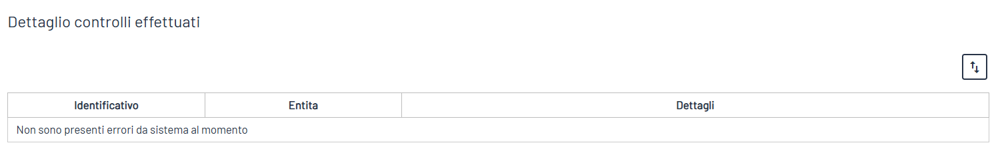 Dettaglio controlli effettuati
Identificativo Entita Dettagli
Non sono presenti errori da sistema al momento